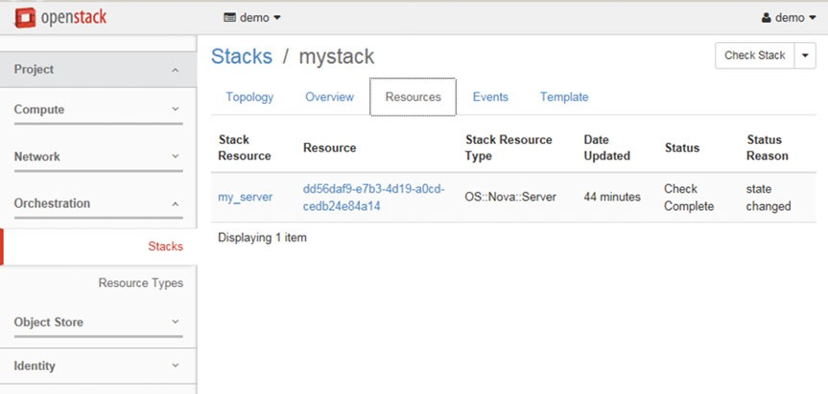 openstack
demo
demo
Project
Compute
Network
Orchestration
Stacks
Resource Types
Object Store
Identity
Stacks / mystack
Check Stack
Topology Overview Resources Events Template
Stack Resource Resource Stack Resource Type Date Updated Status Status Reason
my_server dd56daf9-e7b3-4d19-a0cd-cedb24e84a14 OS::Nova::Server 44 minutes Check Complete state changed
Displaying 1 item